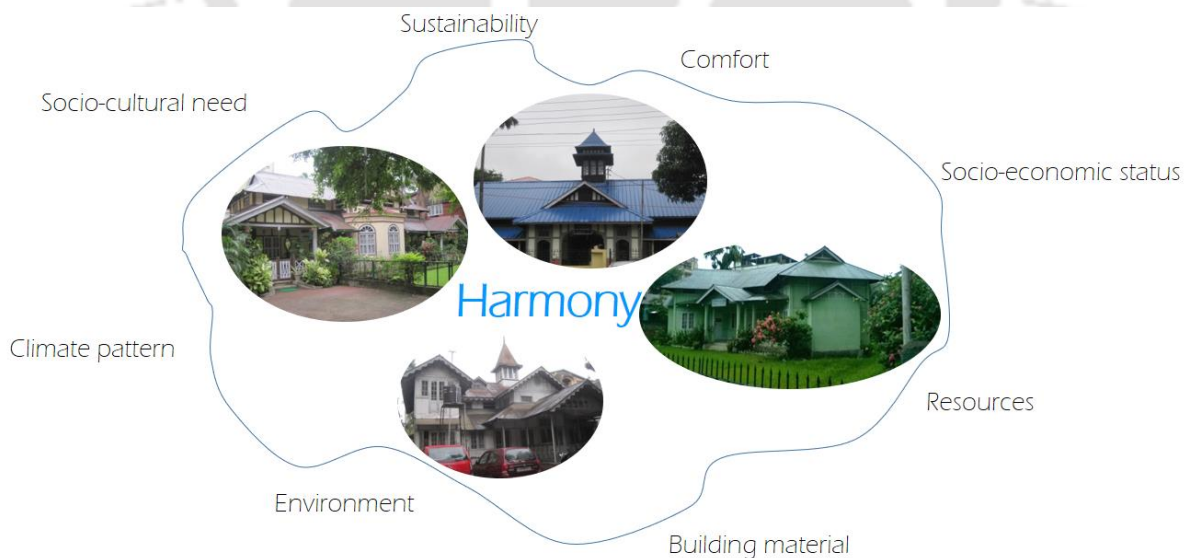 Sustainability
Comfort
Socio-cultural need
Socio-economic status
Harmony
Climate pattern
Resources
Environment
Building material